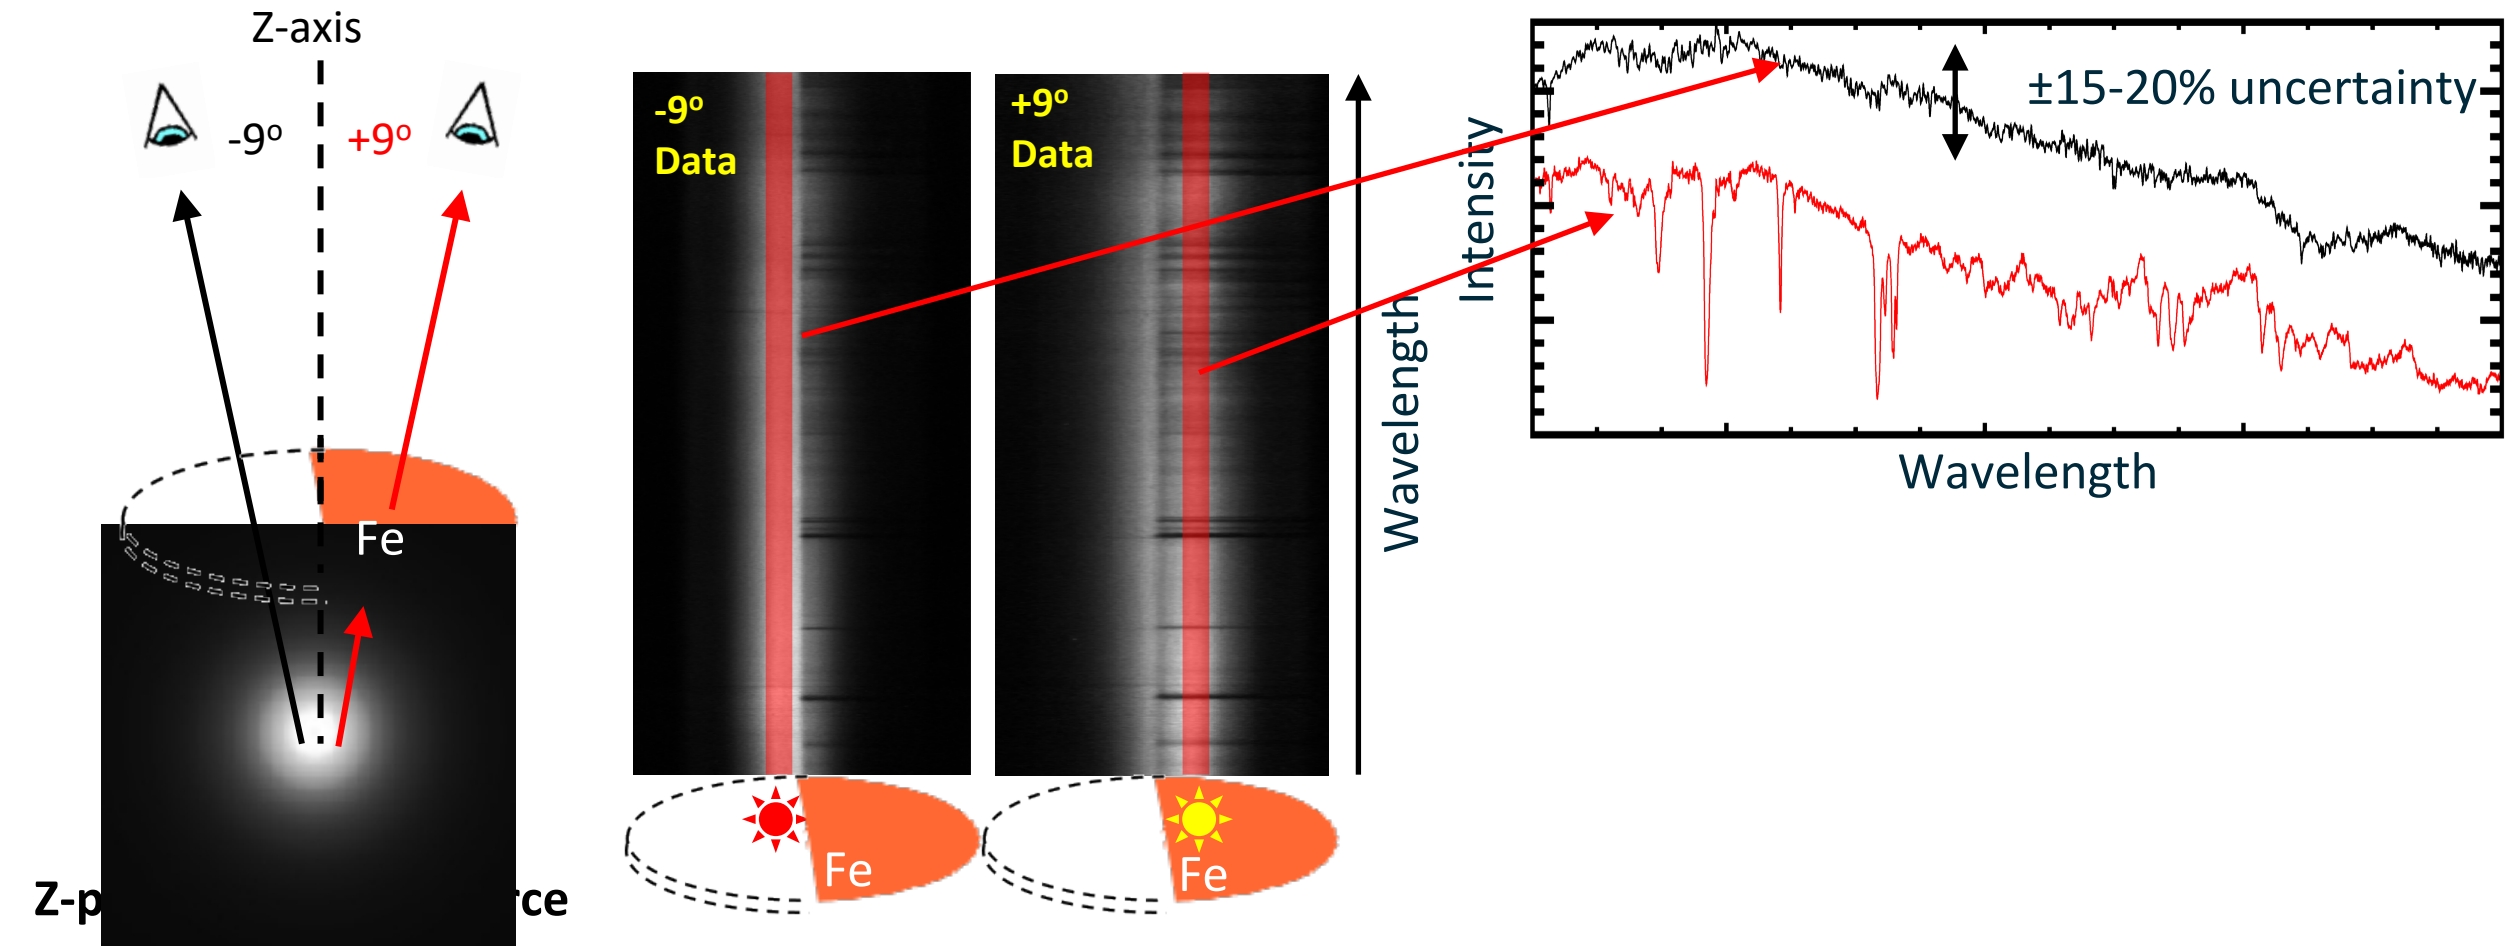 Z-axis
-9º
+9º
Fe
Z-p
rce
-9º
Data
+9º
Data
Wavelength
Fe
Fe
Intensity
±15-20% uncertainty
Wavelength